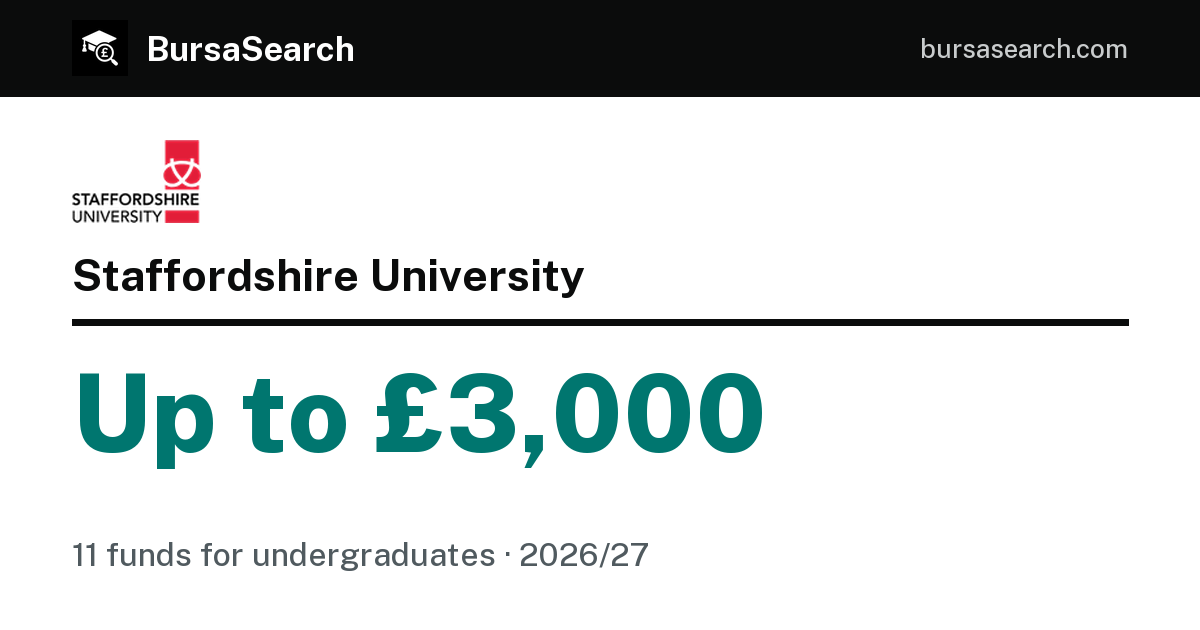 £
BursaSearch
bursasearch.com
STAFFORDSHIRE
UNIVERSITY
Staffordshire University
Up to £3,000
11 funds for undergraduates · 2026/27